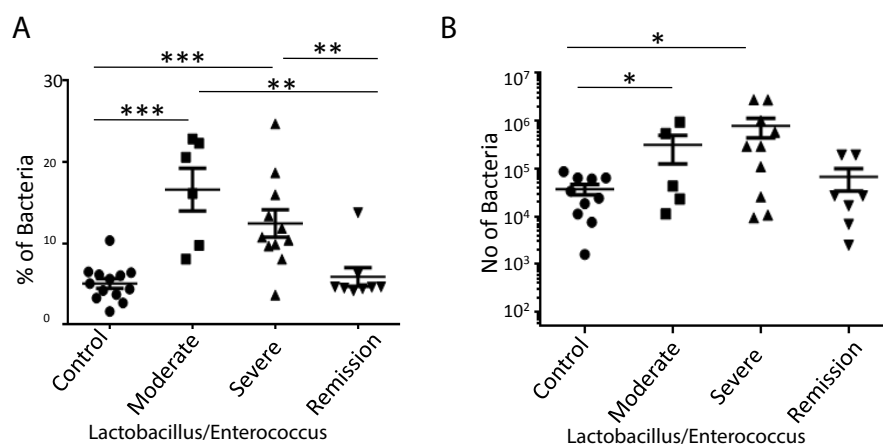 A
***
**
**
***
30
20
10
0
% of Bacteria
Control
Moderate
Severe
Remission
Lactobacillus/Enterococcus
B
*
*
10⁷
10⁶
10⁵
10⁴
10³
10²
No of Bacteria
Control
Moderate
Severe
Remission
Lactobacillus/Enterococcus